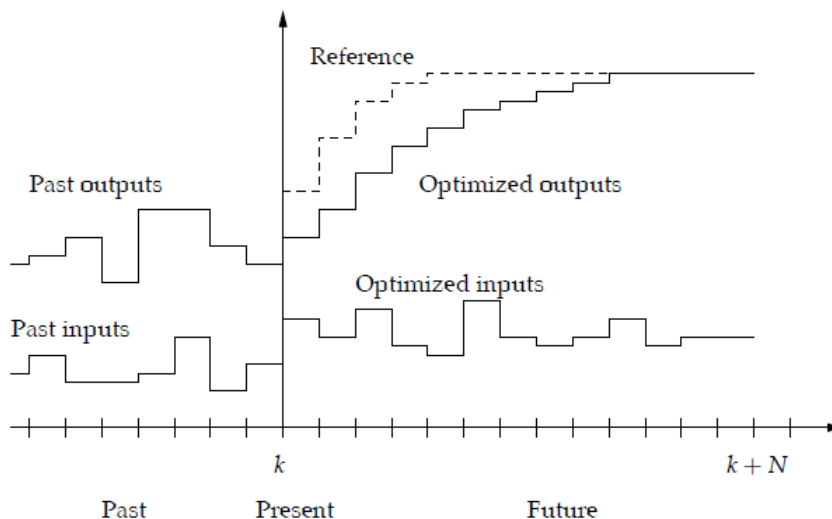 Reference
Past outputs
Optimized outputs
Optimized inputs
Past inputs
k
k + N
Past
Present
Future